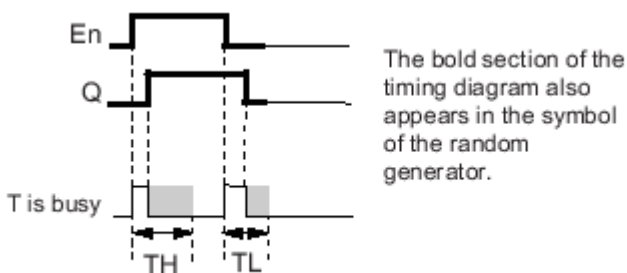 En
Q
T is busy
TH
TL
The bold section of the
timing diagram also
appears in the symbol
of the random
generator.